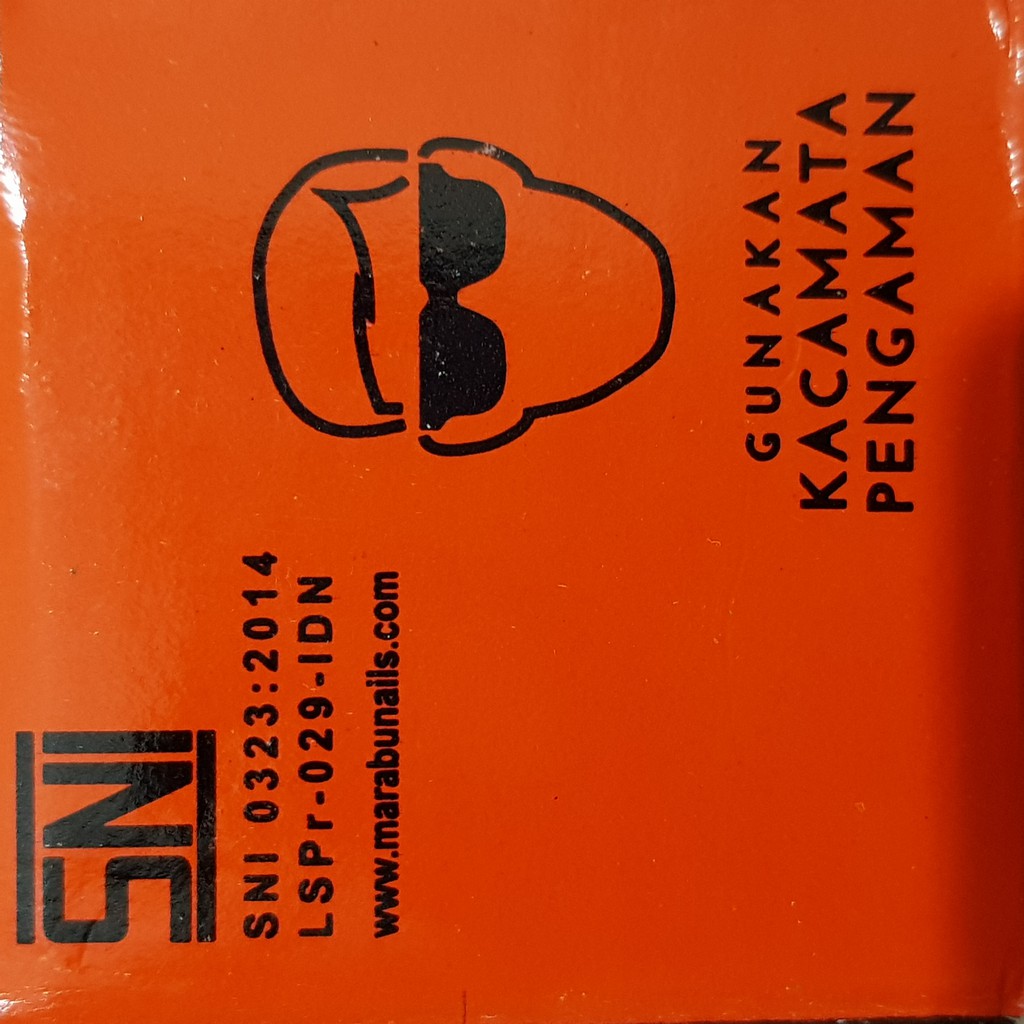 SNI
SNI 0323:2014
LSPr-029-IDN
www.marabunails.com
GUNAKAN
KACAMATA
PENGAMAN